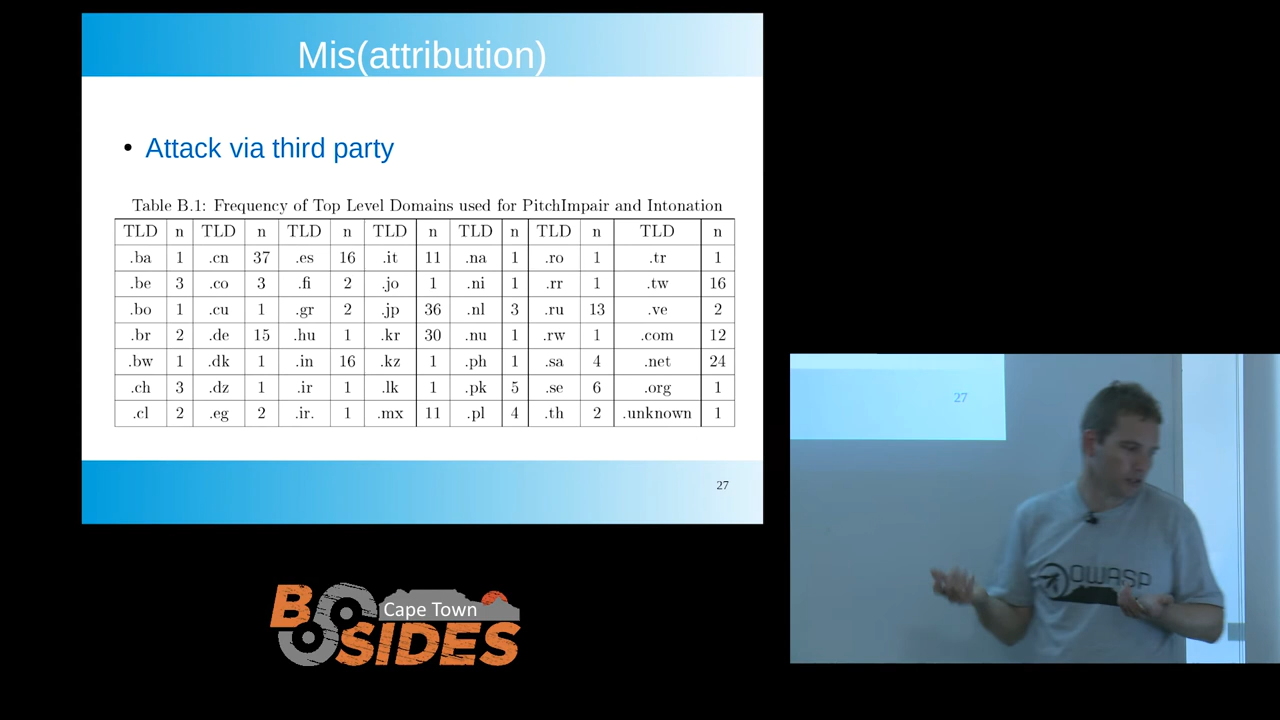 Mis(attribution)
• Attack via third party
Table B.1: Frequency of Top Level Domains used for PitchImpair and Intonation
TLD n TLD n TLD n TLD n TLD n TLD n TLD n
.ba 1 .cn 37 .es 16 .it 11 .na 1 .ro 1 .tr 1
.be 3 .co 3 .fi 2 .jo 1 .ni 1 .rr 1 .tw 16
.bo 1 .cu 1 .gr 2 .jp 36 .nl 3 .ru 13 .ve 2
.br 2 .de 15 .hu 1 .kr 30 .nu 1 .rw 1 .com 12
.bw 1 .dk 1 .in 16 .kz 1 .ph 1 .sa 4 .net 24
.ch 3 .dz 1 .ir 1 .lk 1 .pk 5 .se 6 .org 1
.cl 2 .eg 2 .ir. 1 .mx 11 .pl 4 .th 2 .unknown 1
27
27
OWASP
Cape Town
BSIDES